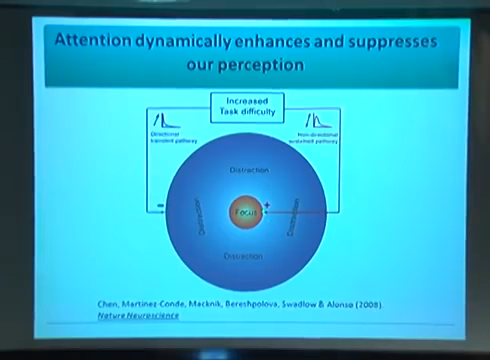 Attention dynamically enhances and suppresses
our perception
Increased
Task difficulty
Directional
transient pathway
Non-directional
sustained pathway
Distraction
Distraction
Focus
Distraction
Distraction
−
+
Chen, Martinez-Conde, Macknik, Bereshpolova, Swadlow & Alonso (2008).
Nature Neuroscience